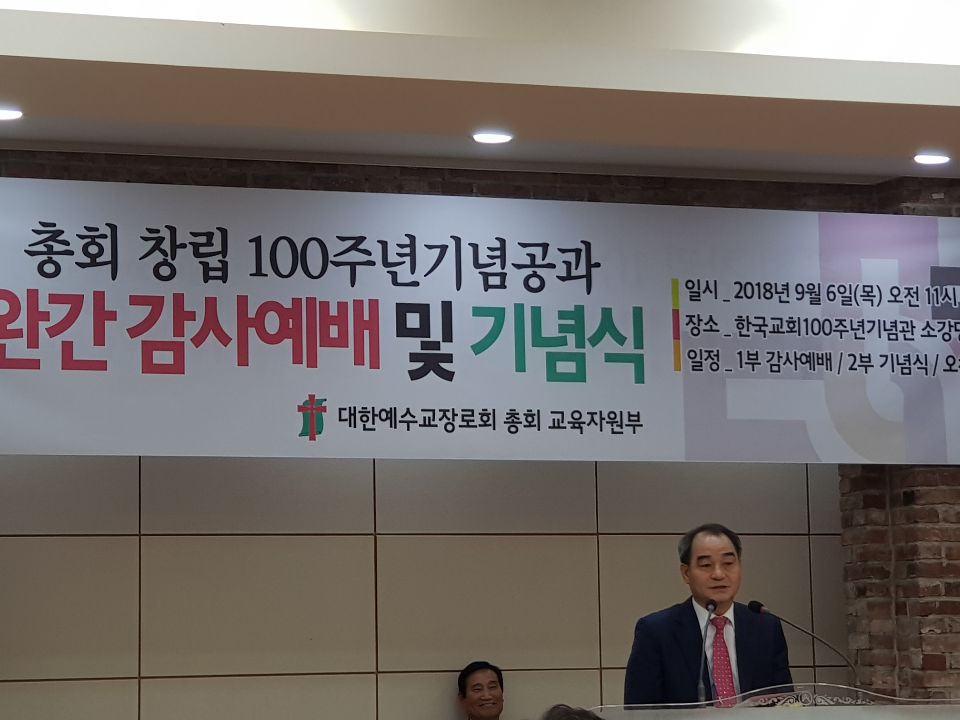 총회 창립 100주년기념공과
완간 감사예배 및 기념식
대한예수교장로회 총회 교육자원부
일시 _ 2018년 9월 6일(목) 오전 11시
장소 _ 한국교회100주년기념관 소강당
일정 _ 1부 감사예배 / 2부 기념식 /